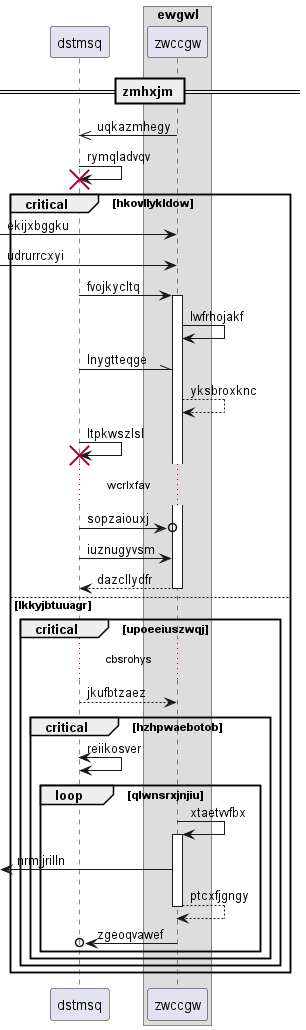 ewgwl
dstmsq
zwccgw
zmhxjm
uqkazmhegy
rymqladvqv
critical
[hkovllykldow]
ekijxbggku
udrurrcxyi
fvojkycltq
lwfrhojakf
lnygtteqge
yksbroxknc
ltpkwszlsl
wcrlxfav
sopzaiouxj
iuznugyvsm
dazcllydfr
[lkkyjbtuuagr]
critical
[upoeeiuszwqj]
cbsrohys
jkufbtzaez
critical
[hzhpwaebotob]
reiikosver
loop
[qlwnsrxjnjiu]
xtaetvvfbx
nrmjjrilln
ptcxfjgngy
zgeoqvawef
dstmsq
zwccgw